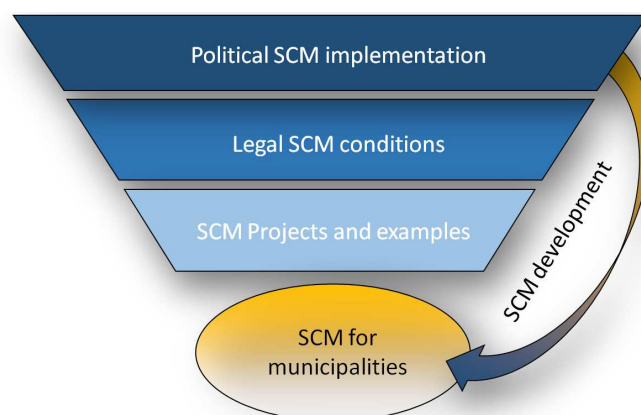 Political SCM implementation
Legal SCM conditions
SCM Projects and examples
SCM development
SCM for
municipalities